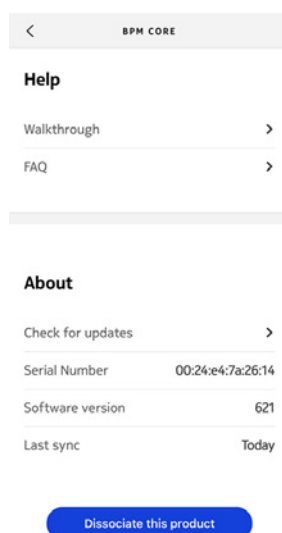 BPM CORE
Help
Walkthrough
FAQ
About
Check for updates
Serial Number 00:24:e4:7a:26:14
Software version 621
Last sync Today
Dissociate this product